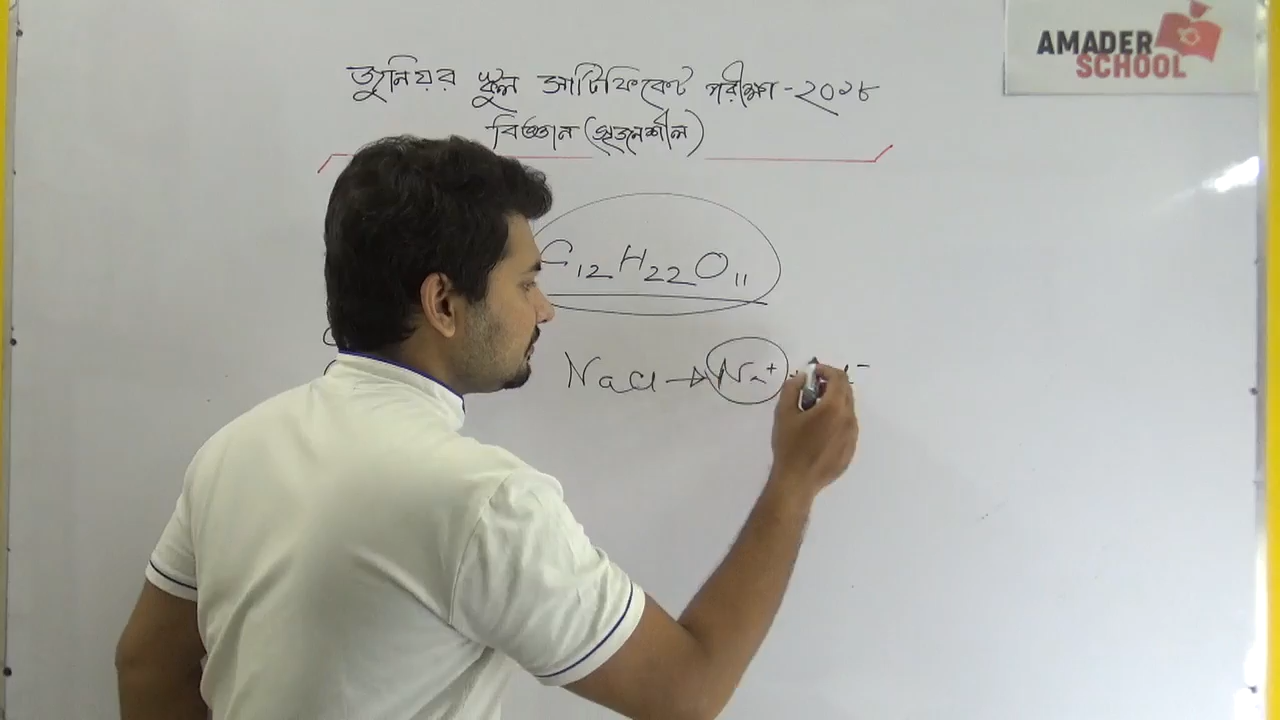 জুনিয়র স্কুল সার্টিফিকেট পরীক্ষা-২০১৮
বিজ্ঞান (সৃজনশীল)
AMADER
SCHOOL
C₁₂H₂₂O₁₁
NaCl → Na⁺